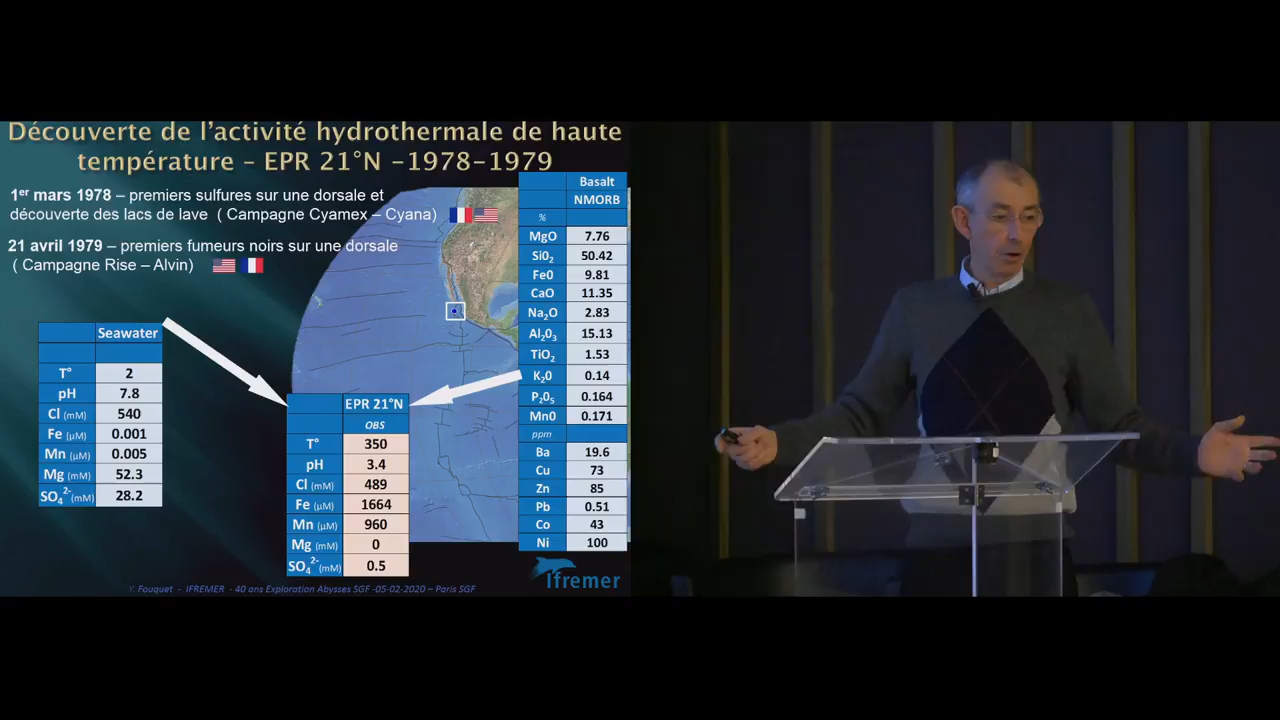 Découverte de l'activité hydrothermale de haute
température – EPR 21°N –1978-1979
1er mars 1978 – premiers sulfures sur une dorsale et
découverte des lacs de lave ( Campagne Cyamex – Cyana)
21 avril 1979 – premiers fumeurs noirs sur une dorsale
( Campagne Rise – Alvin)
Seawater
T° 2
pH 7.8
Cl (mM) 540
Fe (µM) 0.001
Mn (µM) 0.005
Mg (mM) 52.3
SO₄²⁻ (mM) 28.2
EPR 21°N
OBS
T° 350
pH 3.4
Cl (mM) 489
Fe (µM) 1664
Mn (µM) 960
Mg (mM) 0
SO₄²⁻ (mM) 0.5
Basalt
NMORB
%
MgO 7.76
Si0₂ 50.42
Fe0 9.81
CaO 11.35
Na₂O 2.83
Al₂0₃ 15.13
TiO₂ 1.53
K₂0 0.14
P₂0₅ 0.164
Mn0 0.171
ppm
Ba 19.6
Cu 73
Zn 85
Pb 0.51
Co 43
Ni 100
Ifremer
Y. Fouquet – IFREMER - 40 ans Exploration Abysses SGF -05-02-2020 – Paris SGF